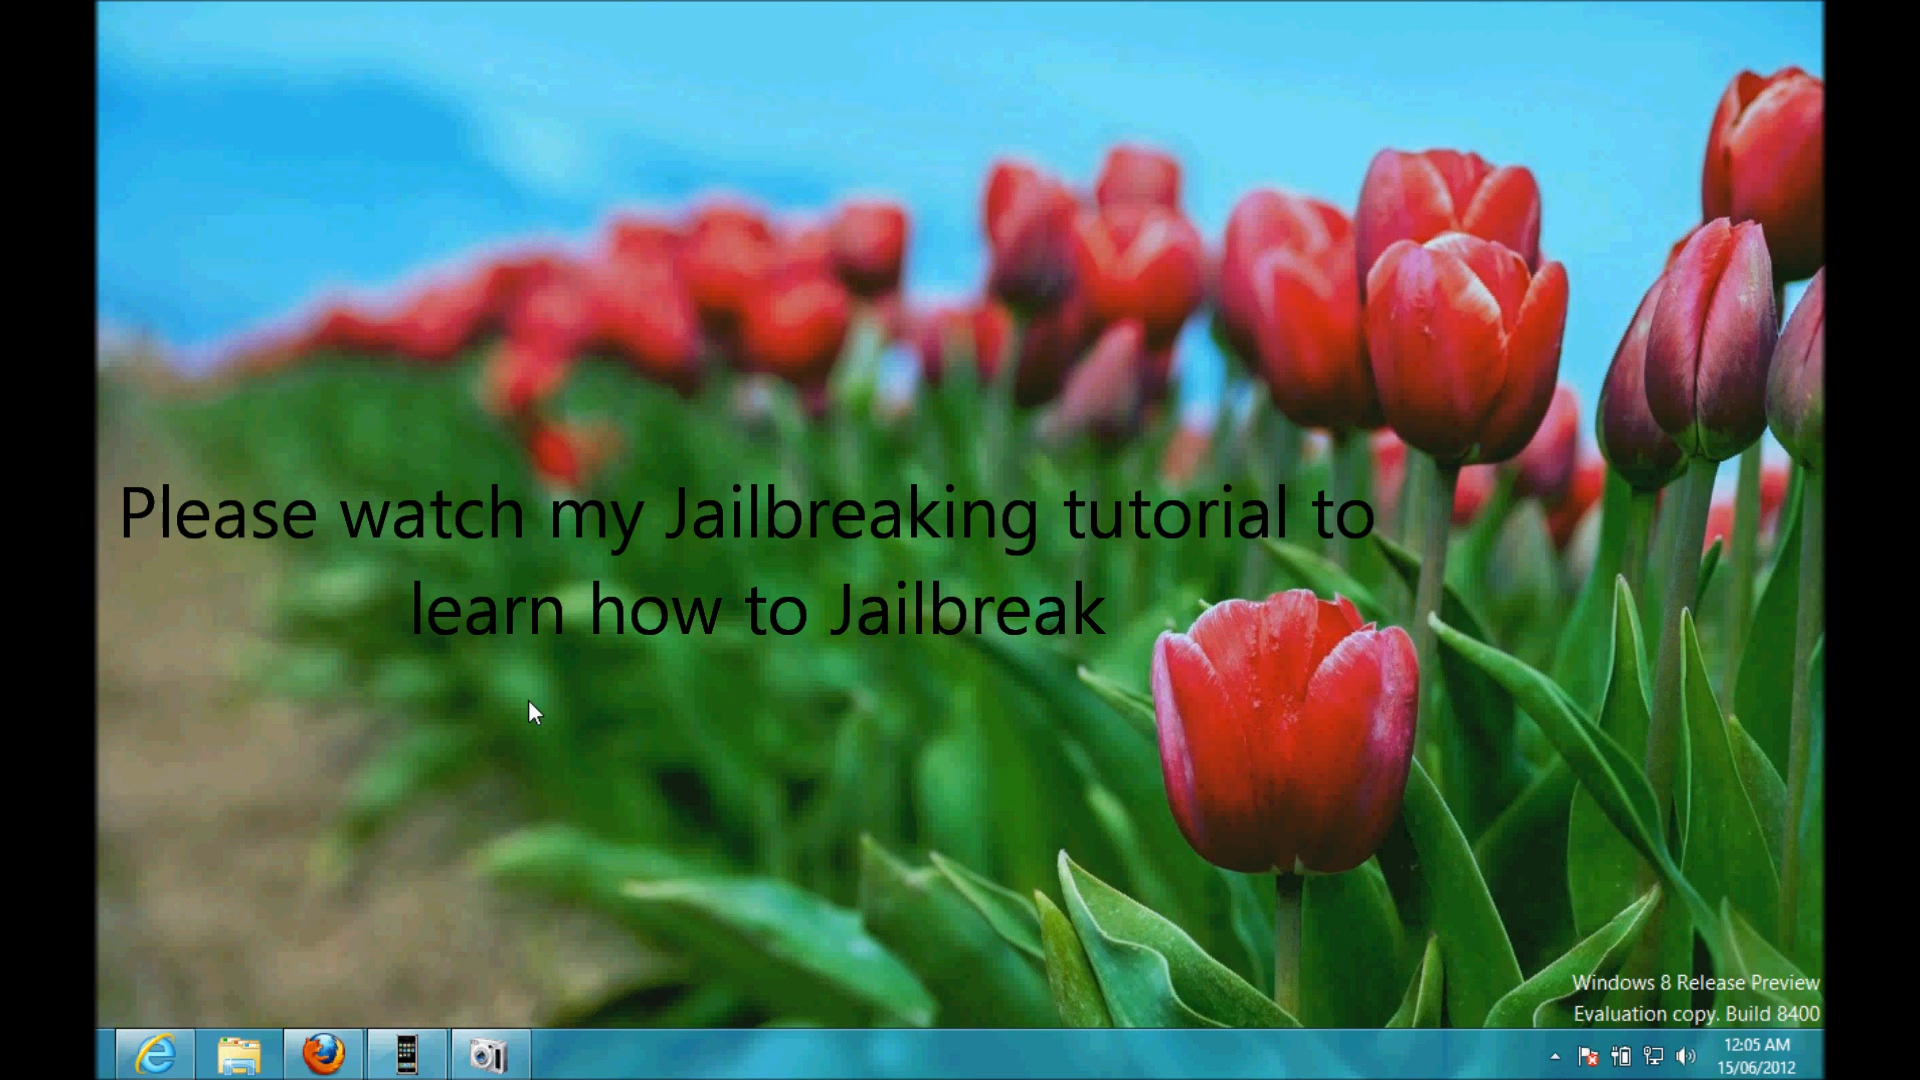 Please watch my Jailbreaking tutorial to
learn how to Jailbreak
Windows 8 Release Preview
Evaluation copy. Build 8400
12:05 AM
15/06/2012